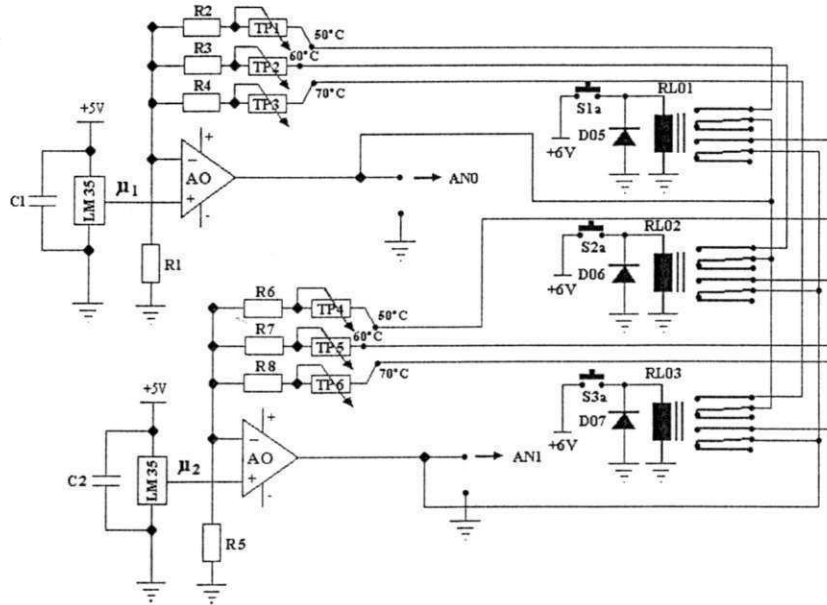 R2
TP1
50°C
R3
60°C
TP2
R4
TP3
70°C
+5V
S1a
RL01
D05
+6V
C1
LM 35
μ1
−
+
AO
+
-
AN0
R1
S2a
RL02
D06
+6V
R6
TP4
50°C
R7
60°C
TP5
R8
TP6
70°C
+5V
S3a
RL03
D07
+6V
C2
LM 35
μ2
−
+
AO
+
-
AN1
R5